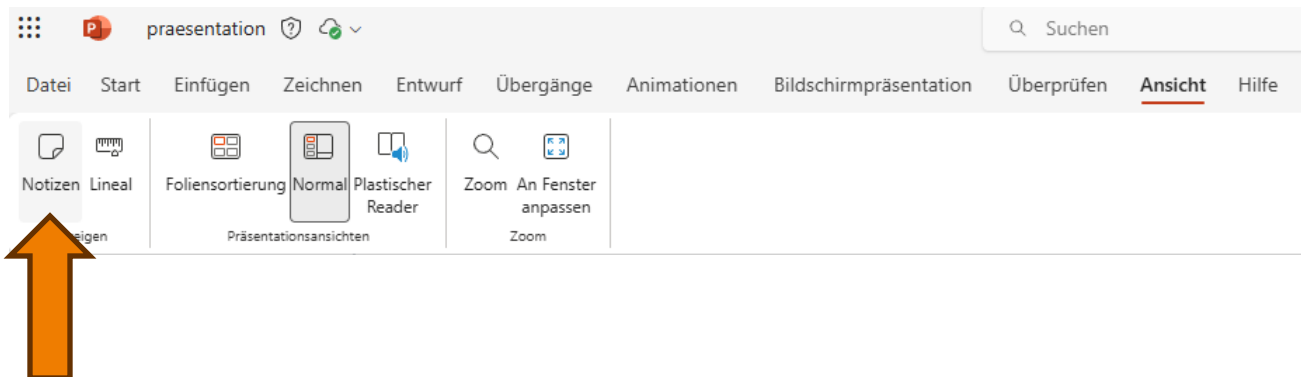 praesentation
Suchen
Datei Start Einfügen Zeichnen Entwurf Übergänge Animationen Bildschirmpräsentation Überprüfen Ansicht Hilfe
Notizen Lineal Foliensortierung Normal Plastischer Reader Zoom An Fenster anpassen
Präsentationsansichten Zoom